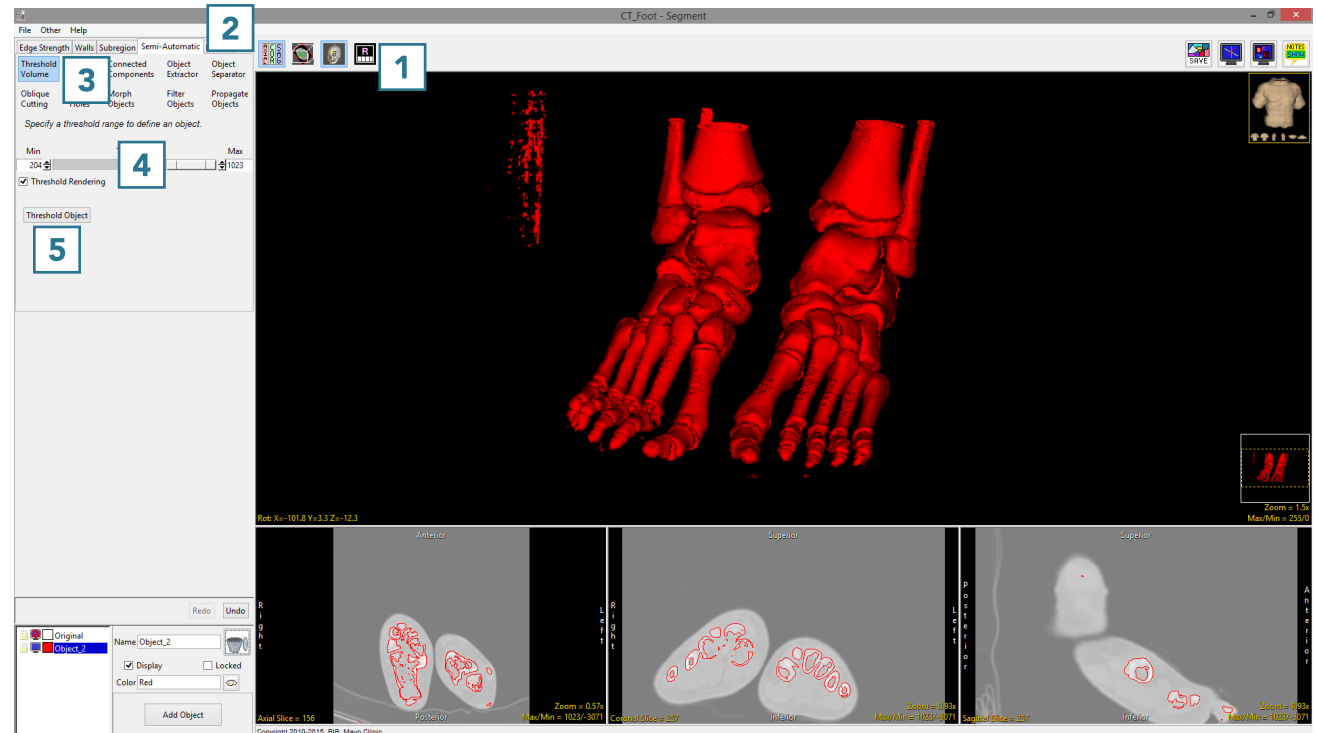 CT_Foot - Segment
File Other Help
2
Edge Strength Walls Subregion Semi-Automatic
1
SAVE
NOTES
SHOW
Threshold Volume
3
Connected Components
Object Extractor
Object Separator
Oblique Cutting
Holes
Morph Objects
Filter Objects
Propagate Objects
Specify a threshold range to define an object.
Min
Max
204
4
1023
Threshold Rendering
Threshold Object
5
Rot: X=-101.8 Y=3.3 Z=-12.3
Zoom = 1.5x
Max/Min = 255/0
Redo Undo
Original
Object_2
Name Object_2
Display Locked
Color Red
Add Object
Anterior
Right
Left
Posterior
Axial Slice = 156
Zoom = 0.57x
Max/Min = 1023/-3071
Superior
Right
Left
Inferior
Coronal Slice = 257
Zoom = 0.93x
Max/Min = 1023/-3071
Superior
Posterior
Anterior
Inferior
Zoom = 0.93x
Max/Min = 1023/-3071
Copyright 2010-2015, BIR, Mayo Clinic